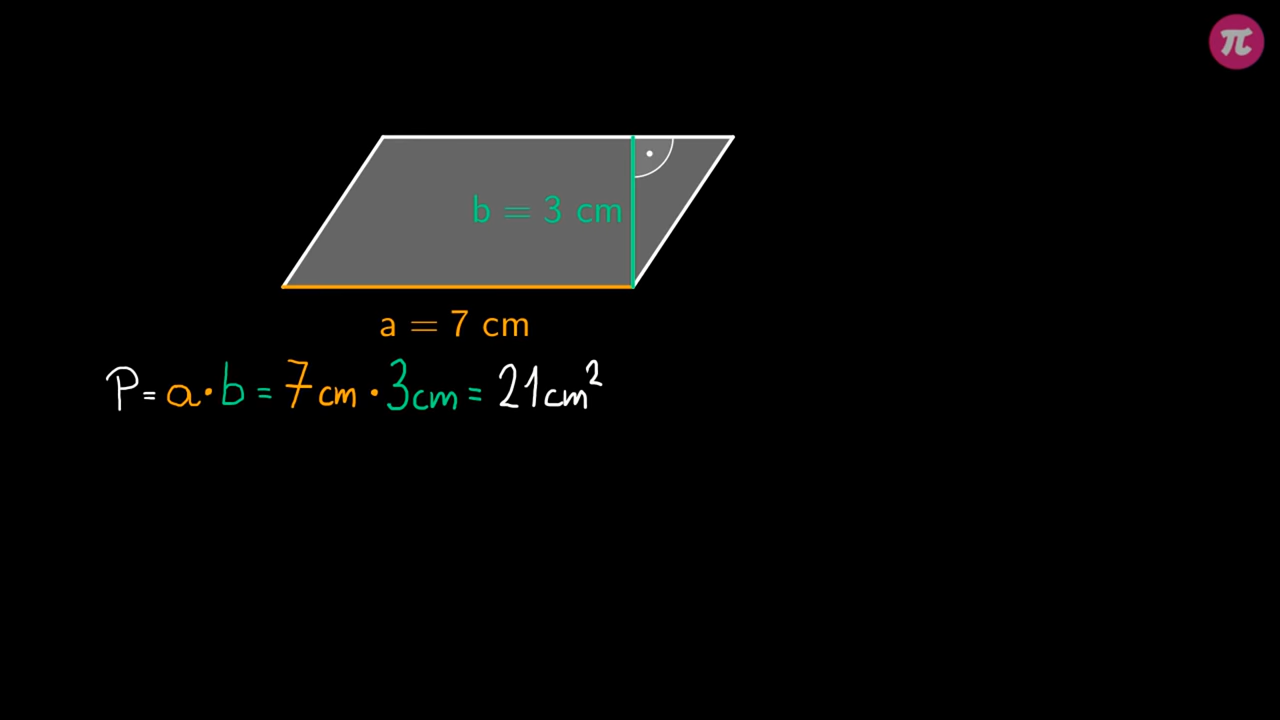 π
b = 3 cm
a = 7 cm
P = a · b = 7 cm · 3 cm = 21 cm²